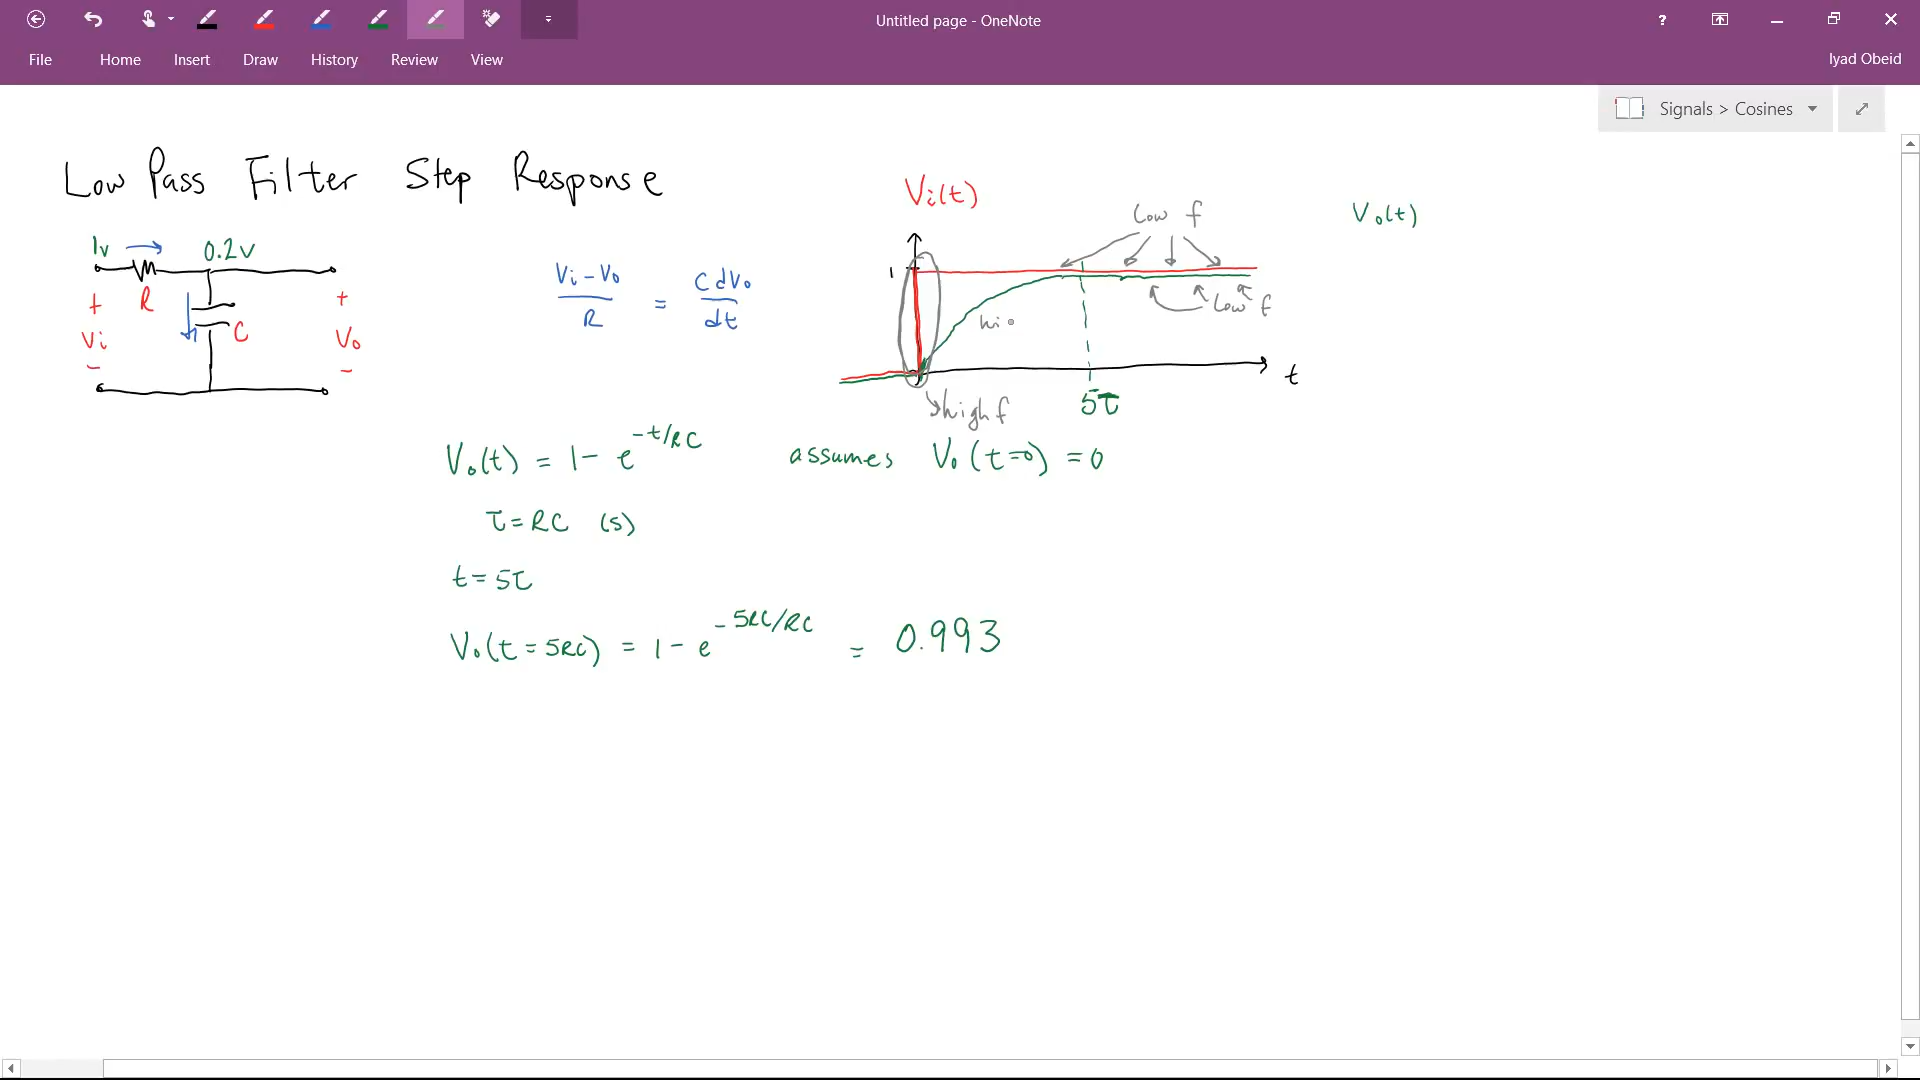 Untitled page - OneNote
File Home Insert Draw History Review View
Iyad Obeid
Signals > Cosines
Low Pass Filter Step Response
Vi(t)
Low f
Vo(t)
1v
0.2v
R
C
+
Vi
-
+
Vo
-
Vi - Vo / R = C dVo / dt
1
Low f
hi
t
5τ
high f
Vo(t) = 1 - e^-t/RC assumes Vo(t=0) = 0
τ = RC (s)
t = 5τ
Vo(t = 5RC) = 1 - e^-5RC/RC = 0.993